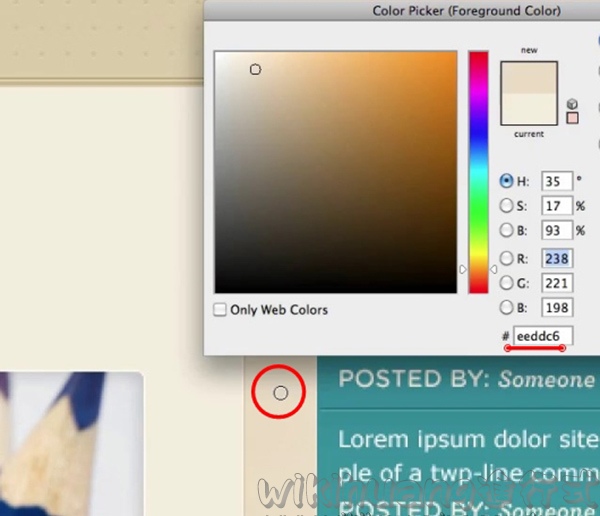 Color Picker (Foreground Color)
new
current
H: 35 °
S: 17 %
B: 93 %
R: 238
G: 221
B: 198
Only Web Colors
# eeddc6
POSTED BY: Someone
Lorem ipsum dolor site
ple of a twp-line comm
POSTED BY: Someone